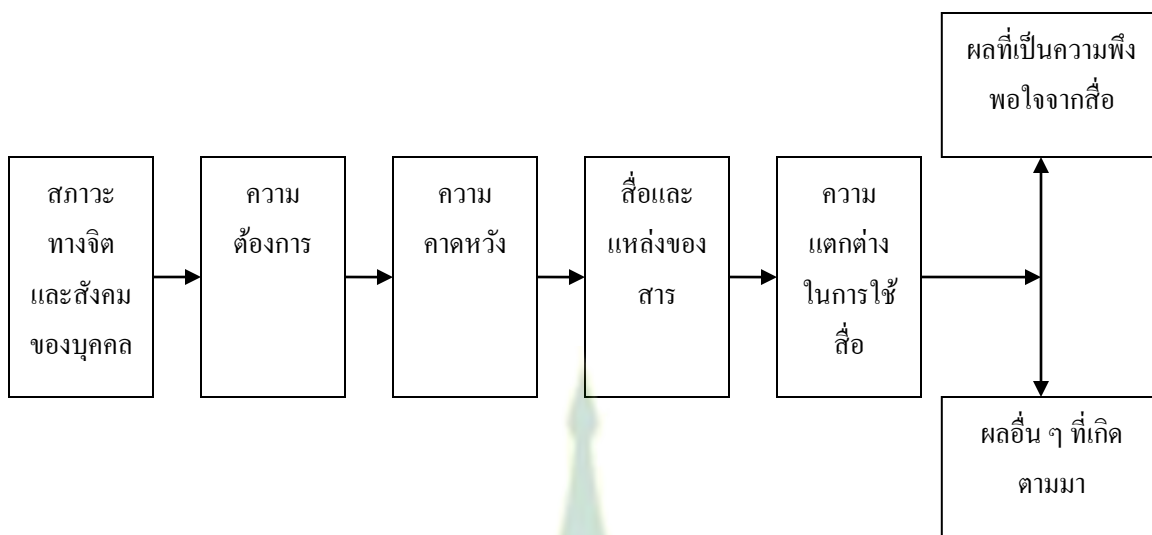 ผลที่เป็นความพึง
พอใจจากสื่อ
สภาวะ
ทางจิต
และสังคม
ของบุคคล
ความ
ต้องการ
ความ
คาดหวัง
สื่อและ
แหล่งของ
สาร
ความ
แตกต่าง
ในการใช้
สื่อ
ผลอื่น ๆ ที่เกิด
ตามมา